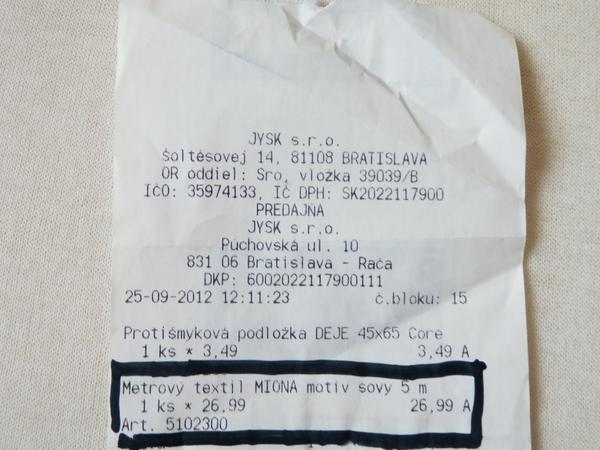 JYSK s.r.o.
Šoltésovej 14, 81108 BRATISLAVA
OR oddiel: Sro, vložka 39039/B
IČO: 35974133, IČ DPH: SK2022117900
PREDAJŇA
JYSK s.r.o.
Púchovská ul. 10
831 06 Bratislava - Rača
DKP: 6002022117900111
25-09-2012 12:11:23 č.bloku: 15
Protišmyková podložka DEJE 45x65 Core
1 ks * 3,49 3,49 A
Metrový textil MIONA motív sovy 5 m
1 ks * 26,99 26,99 A
Art. 5102300